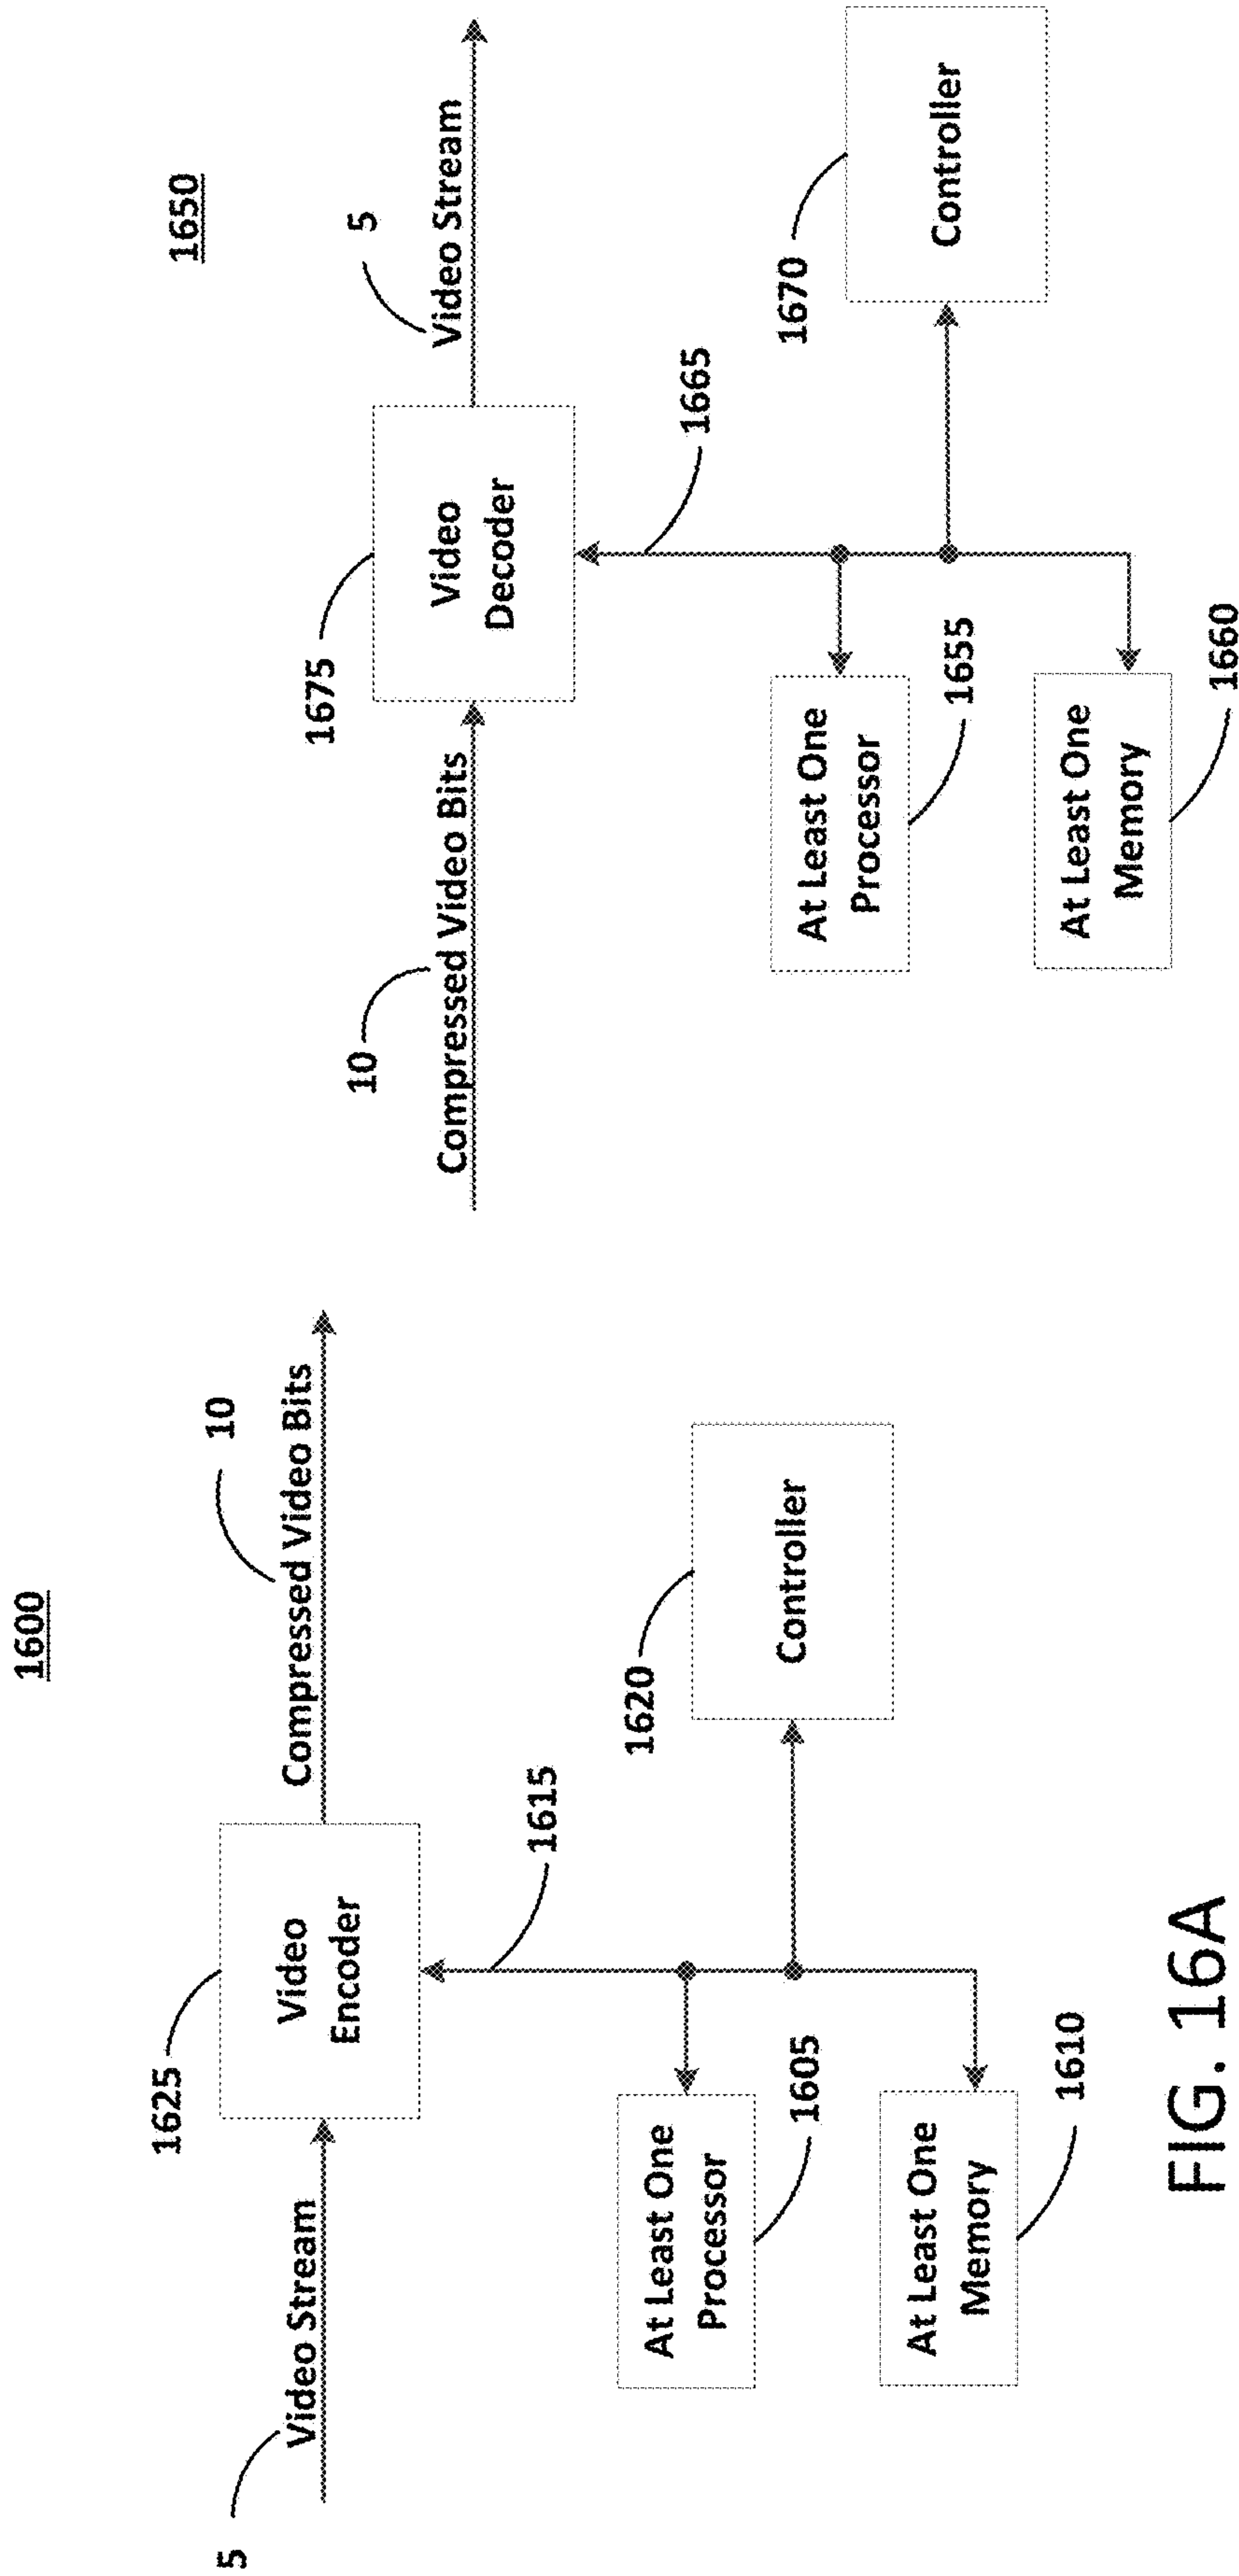 1600
5
Video Stream
1625
Video
Encoder
10
Compressed Video Bits
1615
1620
Controller
At Least One
Processor
1605
At Least One
Memory
1610
FIG. 16A
1650
10
Compressed Video Bits
1675
Video
Decoder
5
Video Stream
1665
1670
Controller
At Least One
Processor
1655
At Least One
Memory
1660